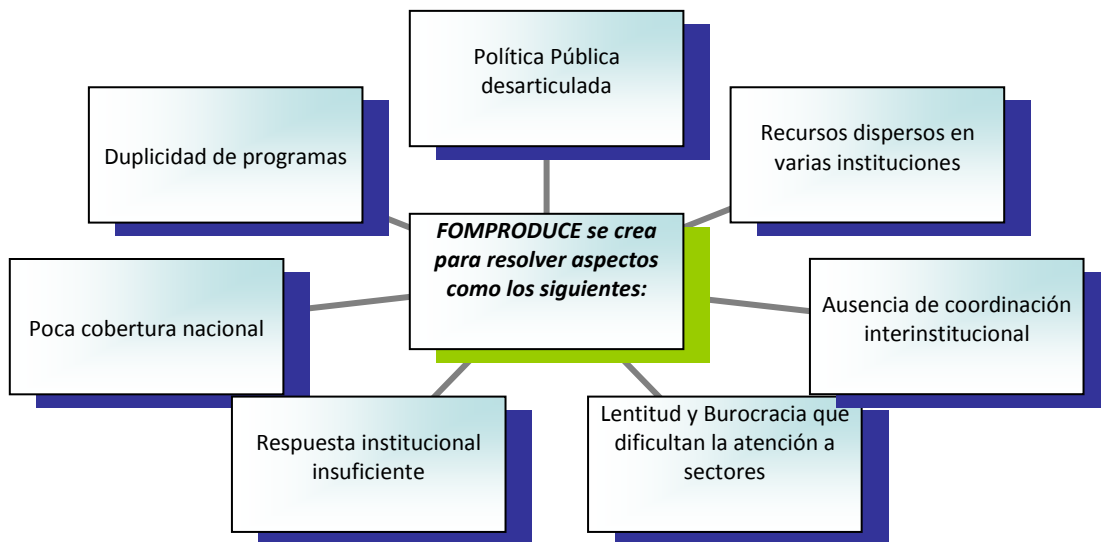 Política Pública
desarticulada
Duplicidad de programas
Recursos dispersos en
varias instituciones
FOMPRODUCE se crea
para resolver aspectos
como los siguientes:
Poca cobertura nacional
Ausencia de coordinación
interinstitucional
Respuesta institucional
insuficiente
Lentitud y Burocracia que
dificultan la atención a
sectores